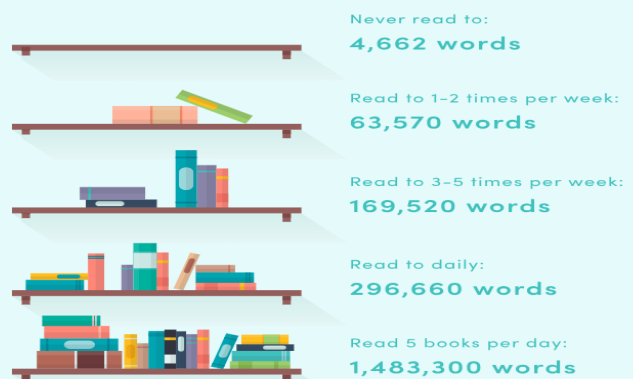 Never read to:
4,662 words
Read to 1-2 times per week:
63,570 words
Read to 3-5 times per week:
169,520 words
Read to daily:
296,660 words
Read 5 books per day:
1,483,300 words